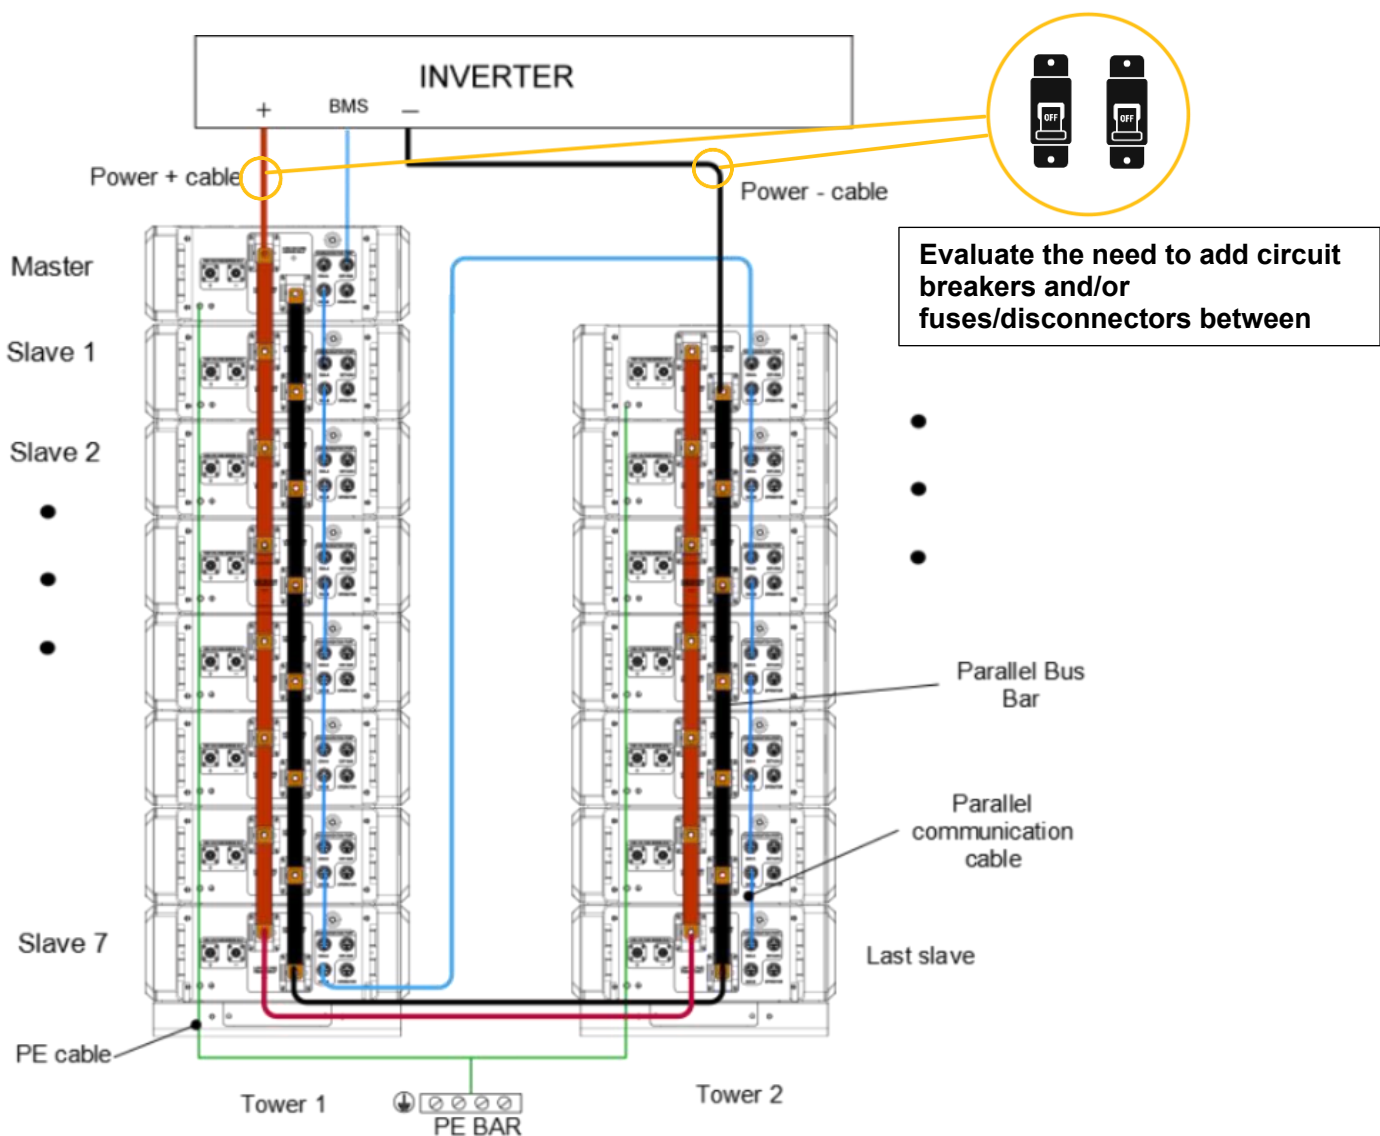 INVERTER
+
BMS
—
OFF
OFF
Power + cable
Power - cable
Evaluate the need to add circuit
breakers and/or
fuses/disconnectors between
Master
Slave 1
Slave 2
Parallel Bus
Bar
Parallel
communication
cable
Slave 7
Last slave
PE cable
Tower 1
Tower 2
PE BAR